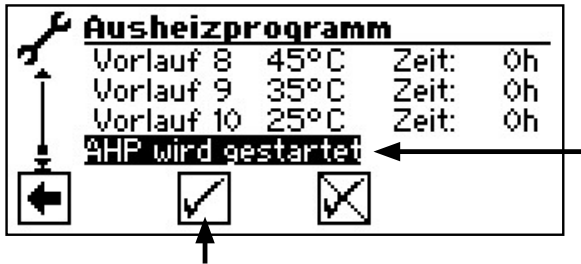 Ausheizprogramm
Vorlauf 8 45°C Zeit: 0h
Vorlauf 9 35°C Zeit: 0h
Vorlauf 10 25°C Zeit: 0h
AHP wird gestartet